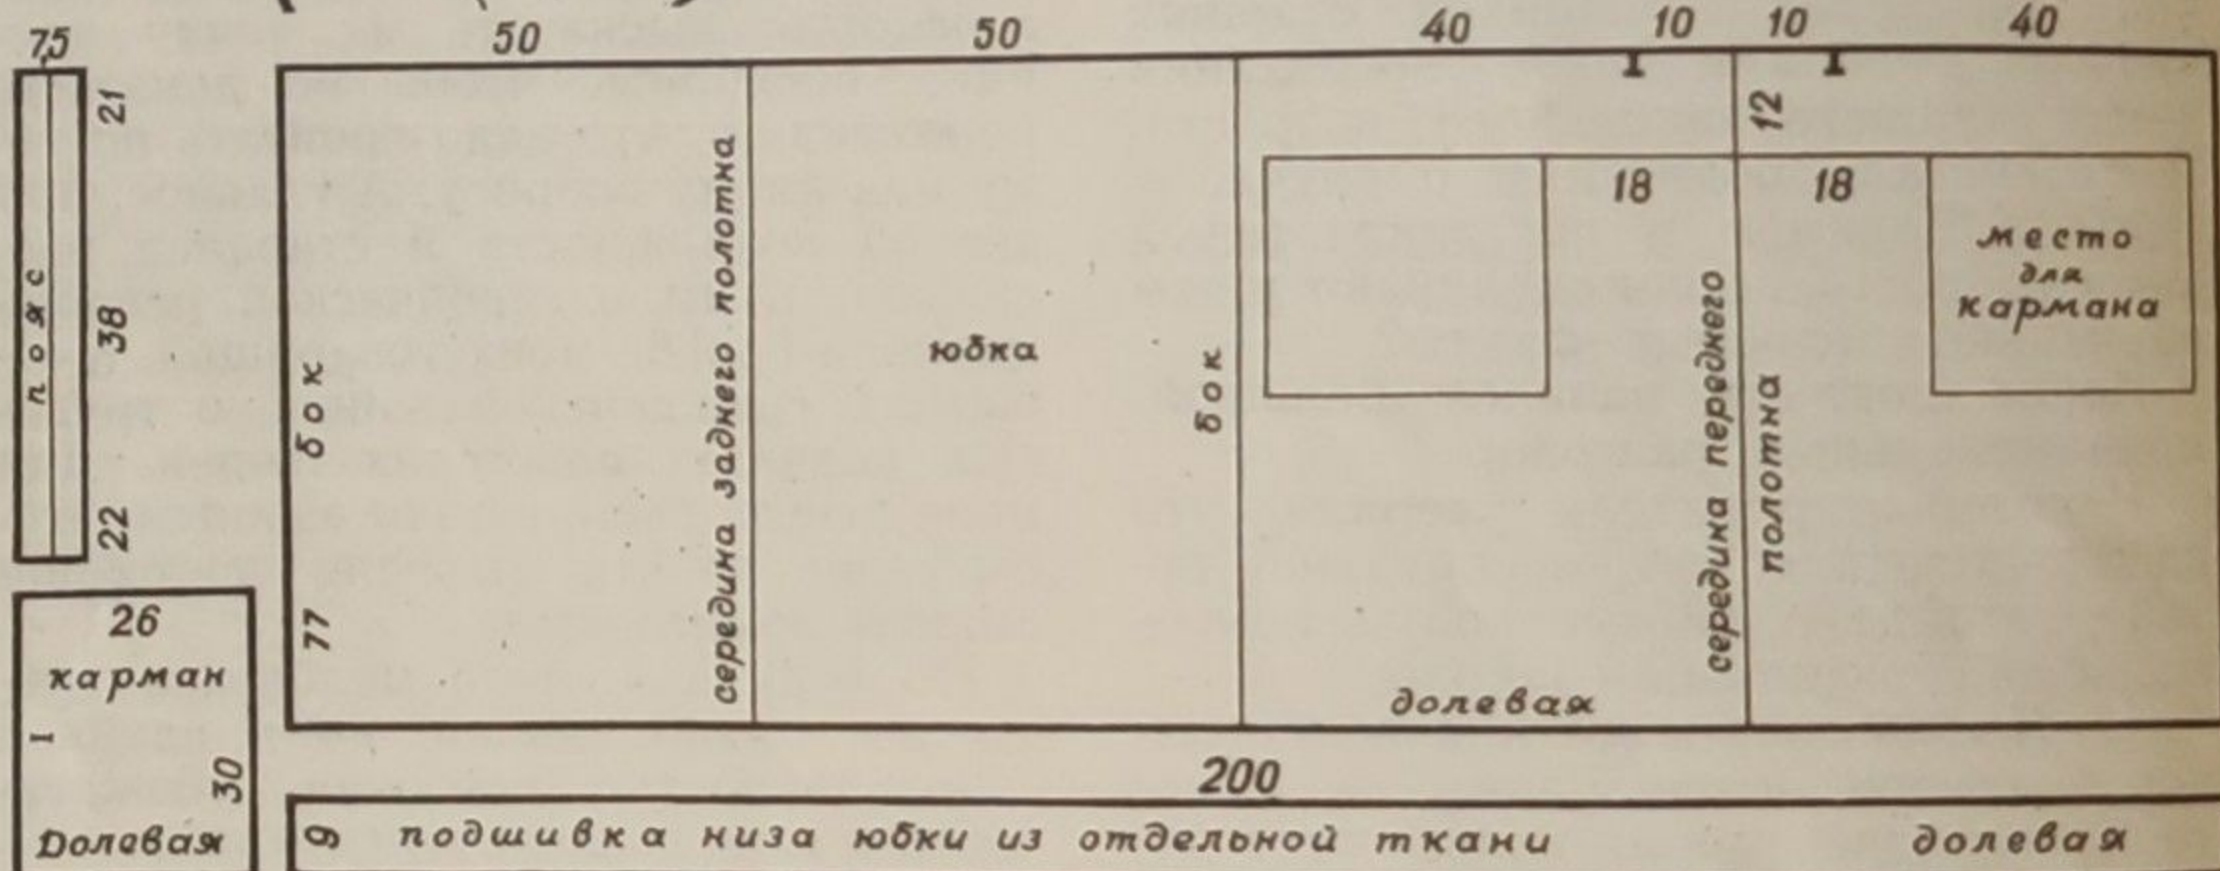 75
50
50
40
10
10
40
21
38
22
пояс
26
карман
I
30
Долевая
бок
77
середина заднего полотна
юбка
бок
18
12
18
место
для
кармана
середина переднего
полотна
долевая
200
9 подшивка низа юбки из отдельной ткани долевая